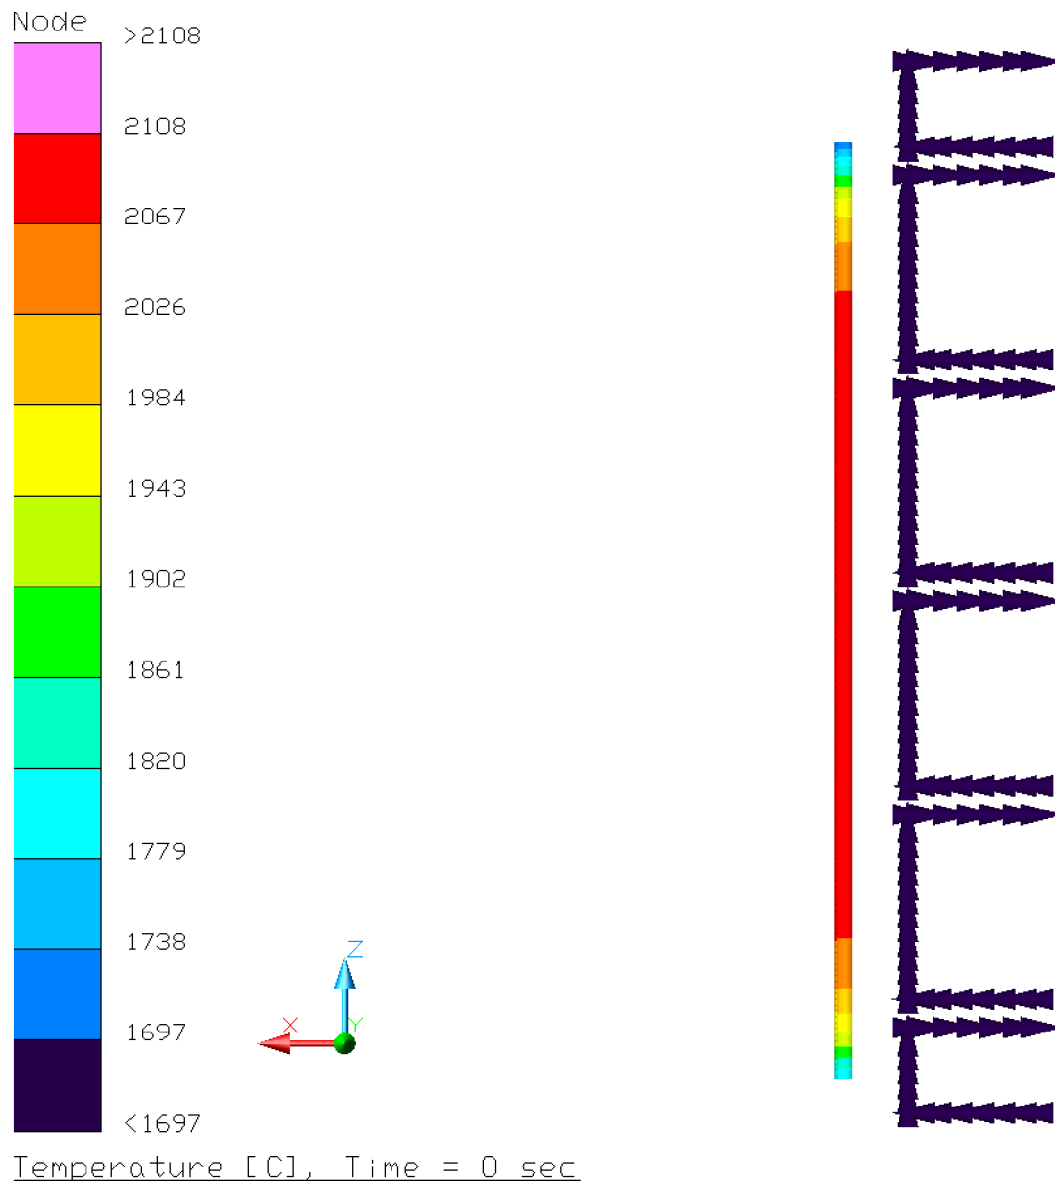 Node
>2108
2108
2067
2026
1984
1943
1902
1861
1820
1779
1738
1697
<1697
Z
X
Y
Temperature [C], Time = 0 sec